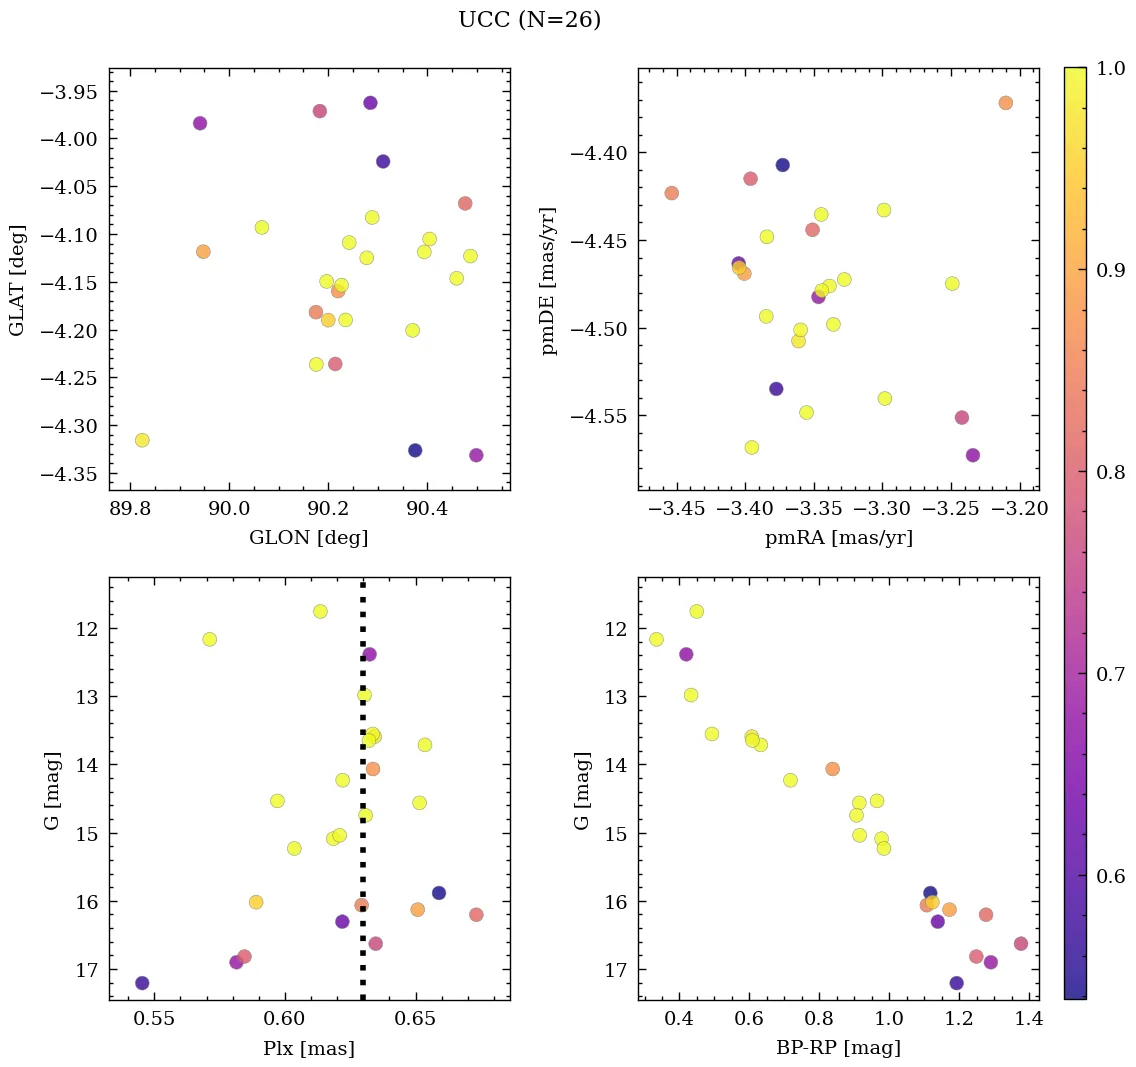 UCC (N=26)
−3.95
−4.00
−4.05
−4.10
−4.15
−4.20
−4.25
−4.30
−4.35
GLAT [deg]
89.8 90.0 90.2 90.4
GLON [deg]
−4.40
−4.45
−4.50
−4.55
pmDE [mas/yr]
−3.45 −3.40 −3.35 −3.30 −3.25 −3.20
pmRA [mas/yr]
12
13
14
15
16
17
G [mag]
0.55 0.60 0.65
Plx [mas]
12
13
14
15
16
17
G [mag]
0.4 0.6 0.8 1.0 1.2 1.4
BP-RP [mag]
1.0
0.9
0.8
0.7
0.6